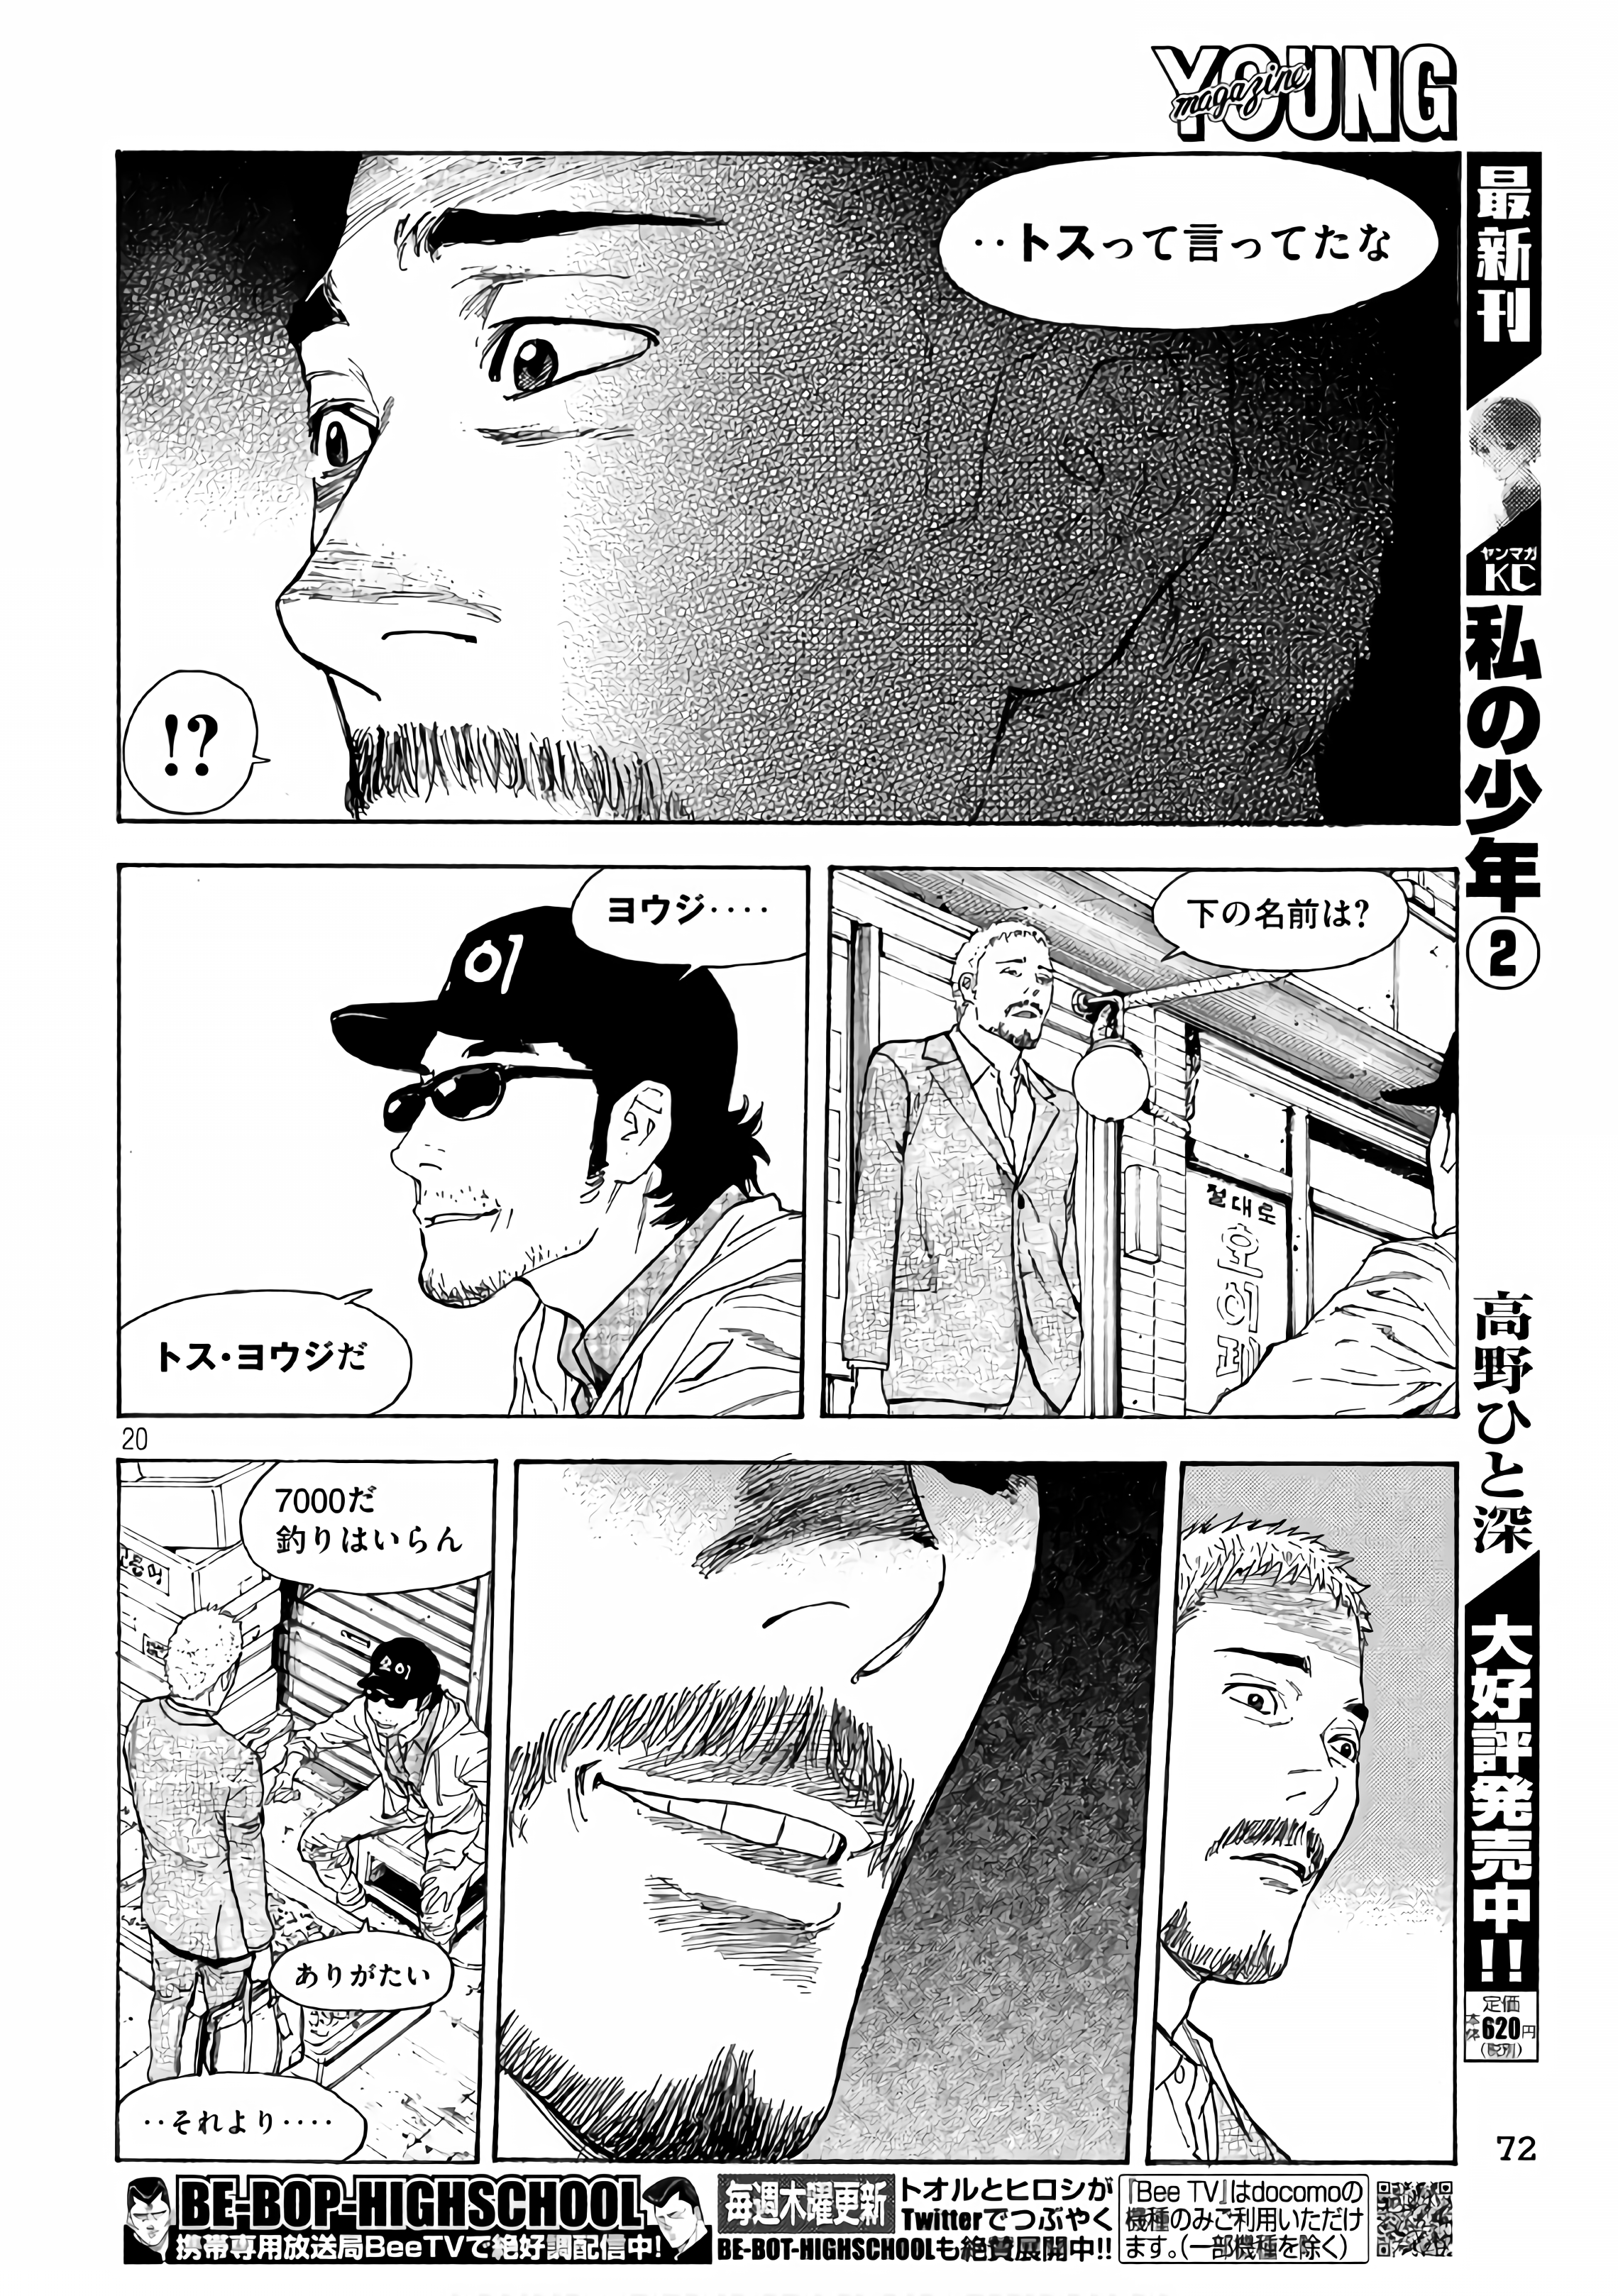 YOUNG
magazine
‥トスって言ってたな
!?
下の名前は?
ヨウジ‥‥
トス・ヨウジだ
절대로
20
201
7000だ
釣りはいらん
ありがたい
‥それより‥‥
最新刊
ヤンマガ
KC
私の少年②
高野ひと深
大好評発売中!!
定価
本体620円
(税別)
72
BE-BOP-HIGHSCHOOL
携帯専用放送局BeeTVで絶好調配信中!
毎週木曜更新
トオルとヒロシが
Twitterでつぶやく
BE-BOT-HIGHSCHOOLも絶賛展開中!!
『Bee TV』はdocomoの
機種のみご利用いただけ
ます。(一部機種を除く)